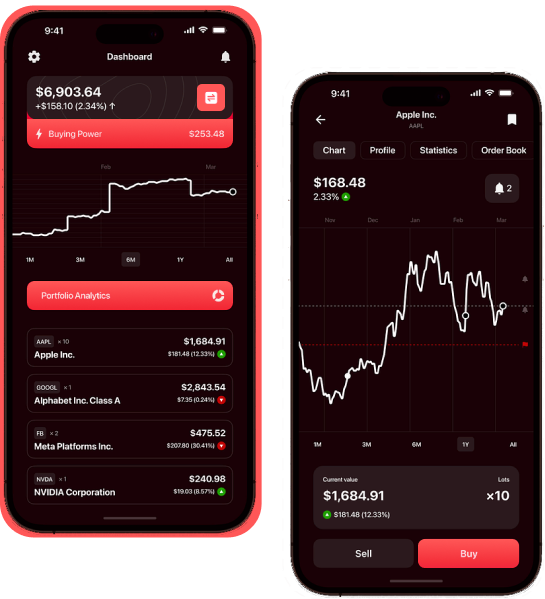 9:41
Dashboard
$6,903.64
+$158.10 (2.34%) ↑
Buying Power $253.48
Feb Mar
1M 3M 6M 1Y All
Portfolio Analytics
AAPL × 10 $1,684.91
Apple Inc. $181.48 (12.33%)
GOOGL × 1 $2,843.54
Alphabet Inc. Class A $7.35 (0.24%)
FB × 2 $475.52
Meta Platforms Inc. $207.80 (30.41%)
NVDA × 1 $240.98
NVIDIA Corporation $19.03 (8.57%)
9:41
Apple Inc.
AAPL
Chart Profile Statistics Order Book
$168.48
2.33%
2
Nov Dec Jan Feb Mar
1M 3M 6M 1Y All
Current value Lots
$1,684.91 ×10
$181.48 (12.33%)
Sell Buy